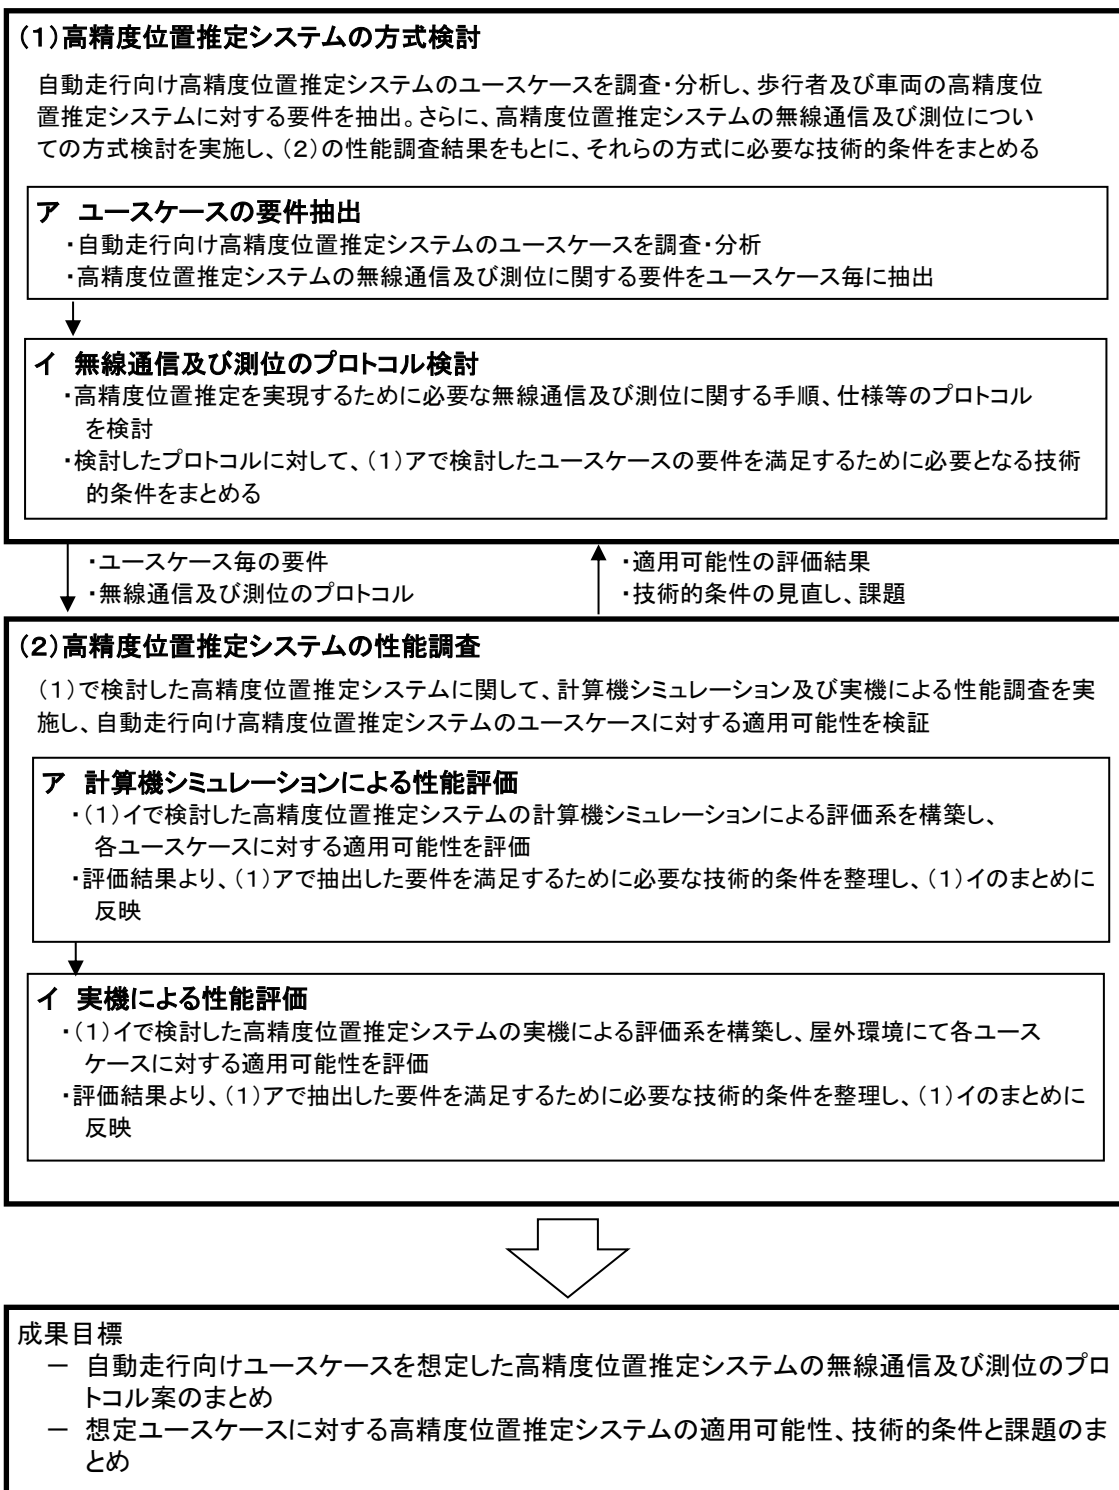 (１)高精度位置推定システムの方式検討
自動走行向け高精度位置推定システムのユースケースを調査・分析し、歩行者及び車両の高精度位
置推定システムに対する要件を抽出。さらに、高精度位置推定システムの無線通信及び測位につい
ての方式検討を実施し、(２)の性能調査結果をもとに、それらの方式に必要な技術的条件をまとめる
ア　ユースケースの要件抽出
・自動走行向け高精度位置推定システムのユースケースを調査・分析
・高精度位置推定システムの無線通信及び測位に関する要件をユースケース毎に抽出
イ　無線通信及び測位のプロトコル検討
・高精度位置推定を実現するために必要な無線通信及び測位に関する手順、仕様等のプロトコル
を検討
・検討したプロトコルに対して、(１)アで検討したユースケースの要件を満足するために必要となる技術
的条件をまとめる
・ユースケース毎の要件
・無線通信及び測位のプロトコル
・適用可能性の評価結果
・技術的条件の見直し、課題
(２)高精度位置推定システムの性能調査
(１)で検討した高精度位置推定システムに関して、計算機シミュレーション及び実機による性能調査を実
施し、自動走行向け高精度位置推定システムのユースケースに対する適用可能性を検証
ア　計算機シミュレーションによる性能評価
・(１)イで検討した高精度位置推定システムの計算機シミュレーションによる評価系を構築し、
各ユースケースに対する適用可能性を評価
・評価結果より、(１)アで抽出した要件を満足するために必要な技術的条件を整理し、(１)イのまとめに
反映
イ　実機による性能評価
・(１)イで検討した高精度位置推定システムの実機による評価系を構築し、屋外環境にて各ユース
ケースに対する適用可能性を評価
・評価結果より、(１)アで抽出した要件を満足するために必要な技術的条件を整理し、(１)イのまとめに
反映
成果目標
－　自動走行向けユースケースを想定した高精度位置推定システムの無線通信及び測位のプロ
トコル案のまとめ
－　想定ユースケースに対する高精度位置推定システムの適用可能性、技術的条件と課題のま
とめ